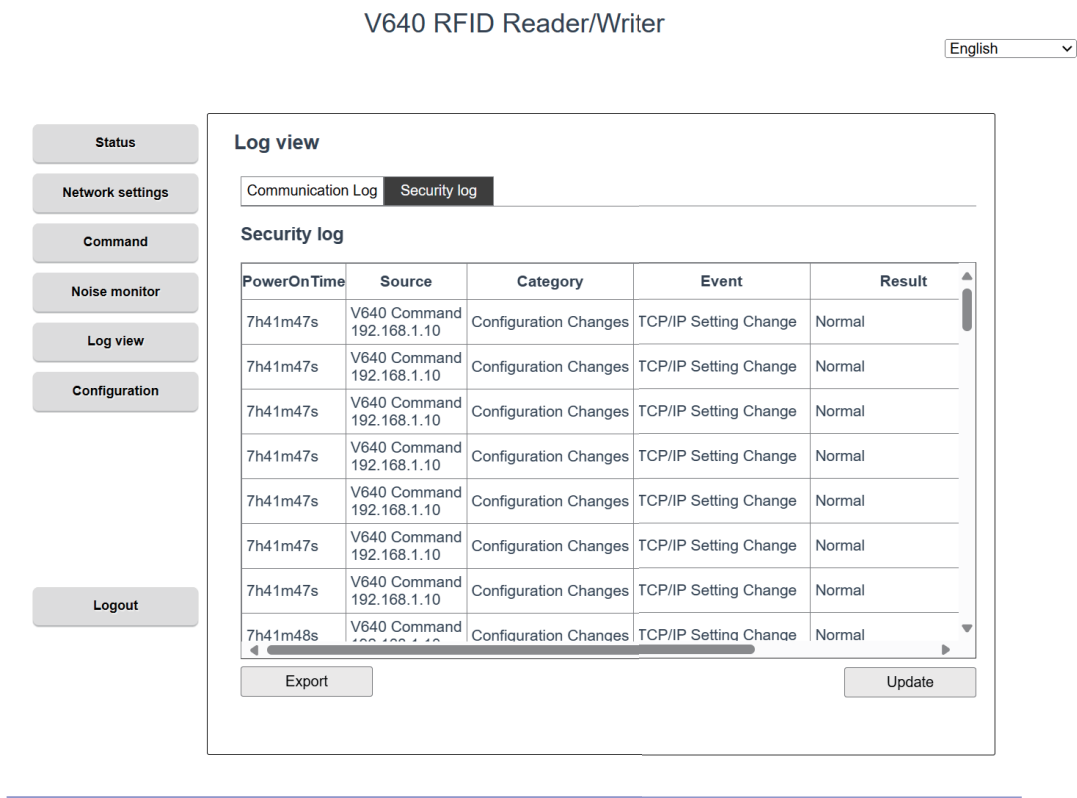 V640 RFID Reader/Writer
English
Status
Network settings
Command
Noise monitor
Log view
Configuration
Logout
Log view
Communication Log Security log
Security log
PowerOnTime Source Category Event Result
7h41m47s V640 Command 192.168.1.10 Configuration Changes TCP/IP Setting Change Normal
7h41m47s V640 Command 192.168.1.10 Configuration Changes TCP/IP Setting Change Normal
7h41m47s V640 Command 192.168.1.10 Configuration Changes TCP/IP Setting Change Normal
7h41m47s V640 Command 192.168.1.10 Configuration Changes TCP/IP Setting Change Normal
7h41m47s V640 Command 192.168.1.10 Configuration Changes TCP/IP Setting Change Normal
7h41m47s V640 Command 192.168.1.10 Configuration Changes TCP/IP Setting Change Normal
7h41m47s V640 Command 192.168.1.10 Configuration Changes TCP/IP Setting Change Normal
7h41m48s V640 Command Configuration Changes TCP/IP Setting Change Normal
Export Update